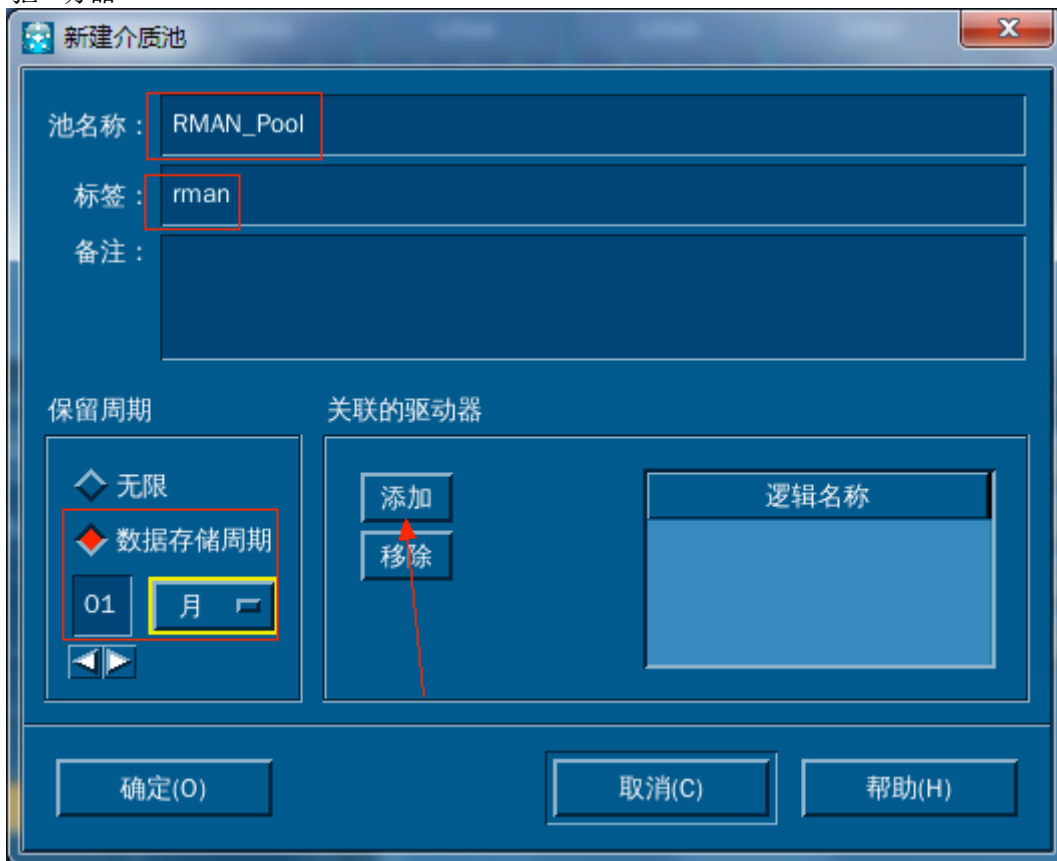 新建介质池
池名称： RMAN_Pool
标签： rman
备注：
保留周期
关联的驱动器
无限
数据存储周期
01 月
添加
移除
逻辑名称
确定(O)
取消(C)
帮助(H)